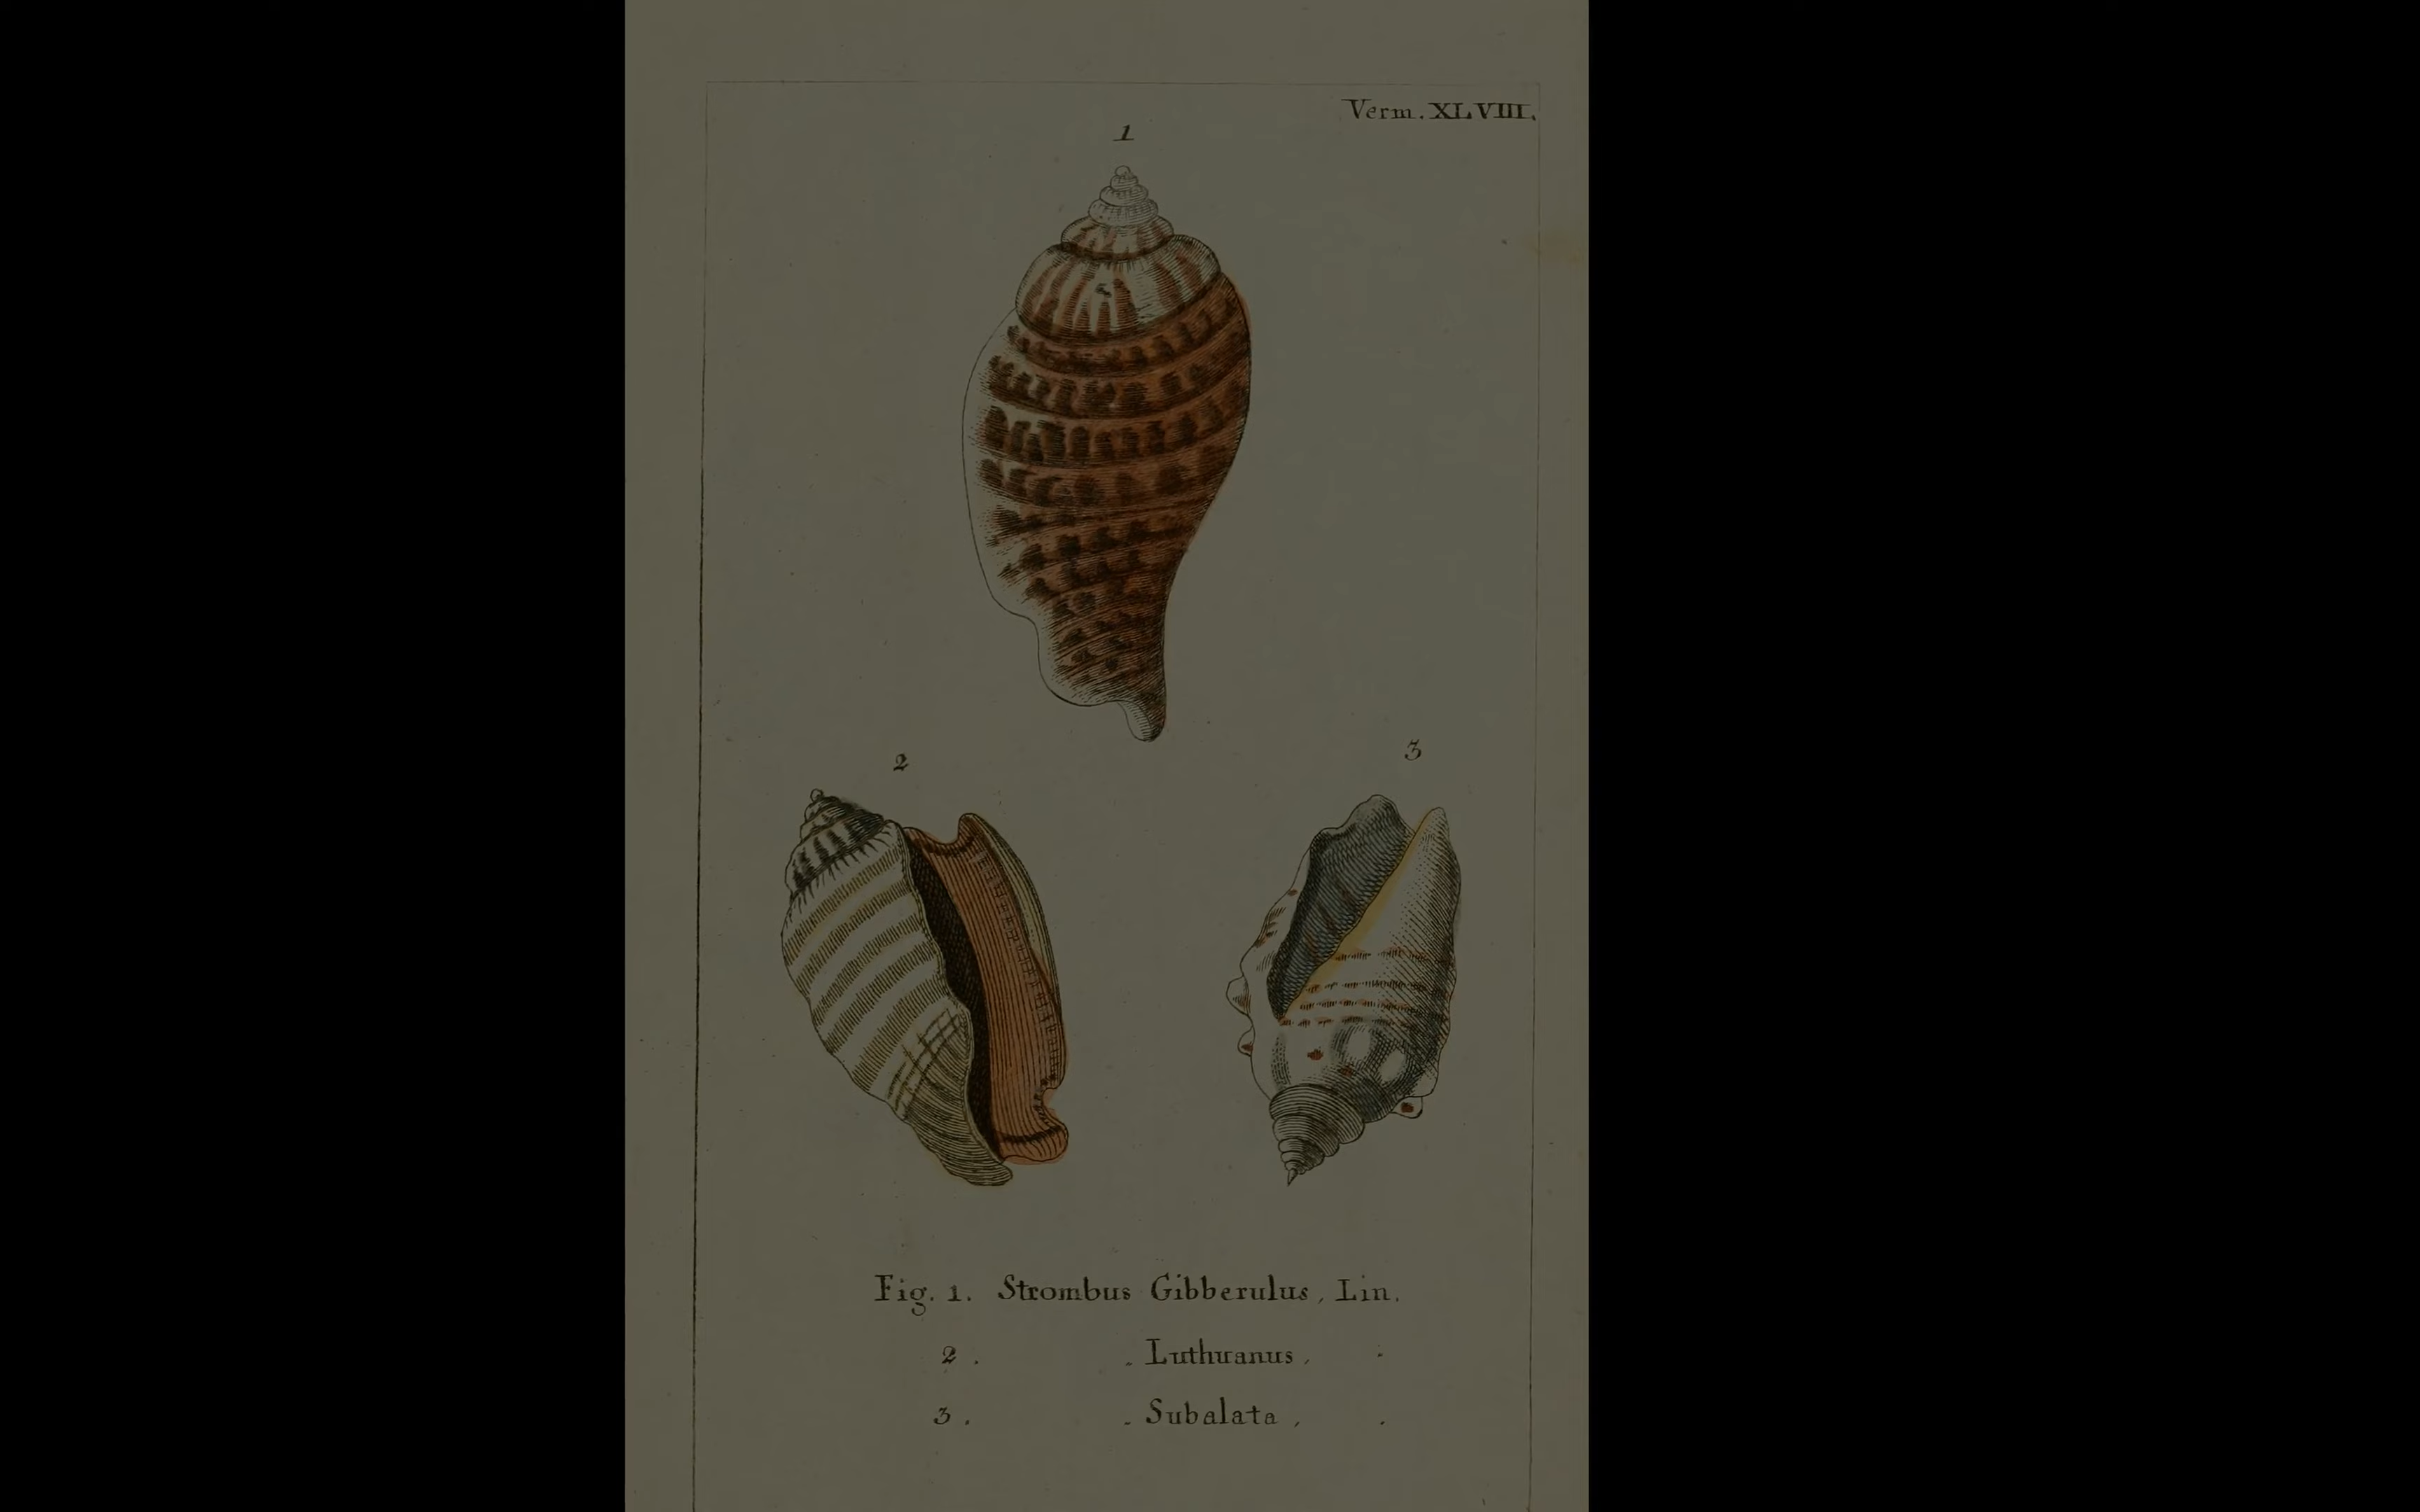 Verm. XLVIII.
1
2
3
Fig. 1. Strombus Gibberulus, Lin.
2. „ Luthuanus, "
3. „ Subalata, "